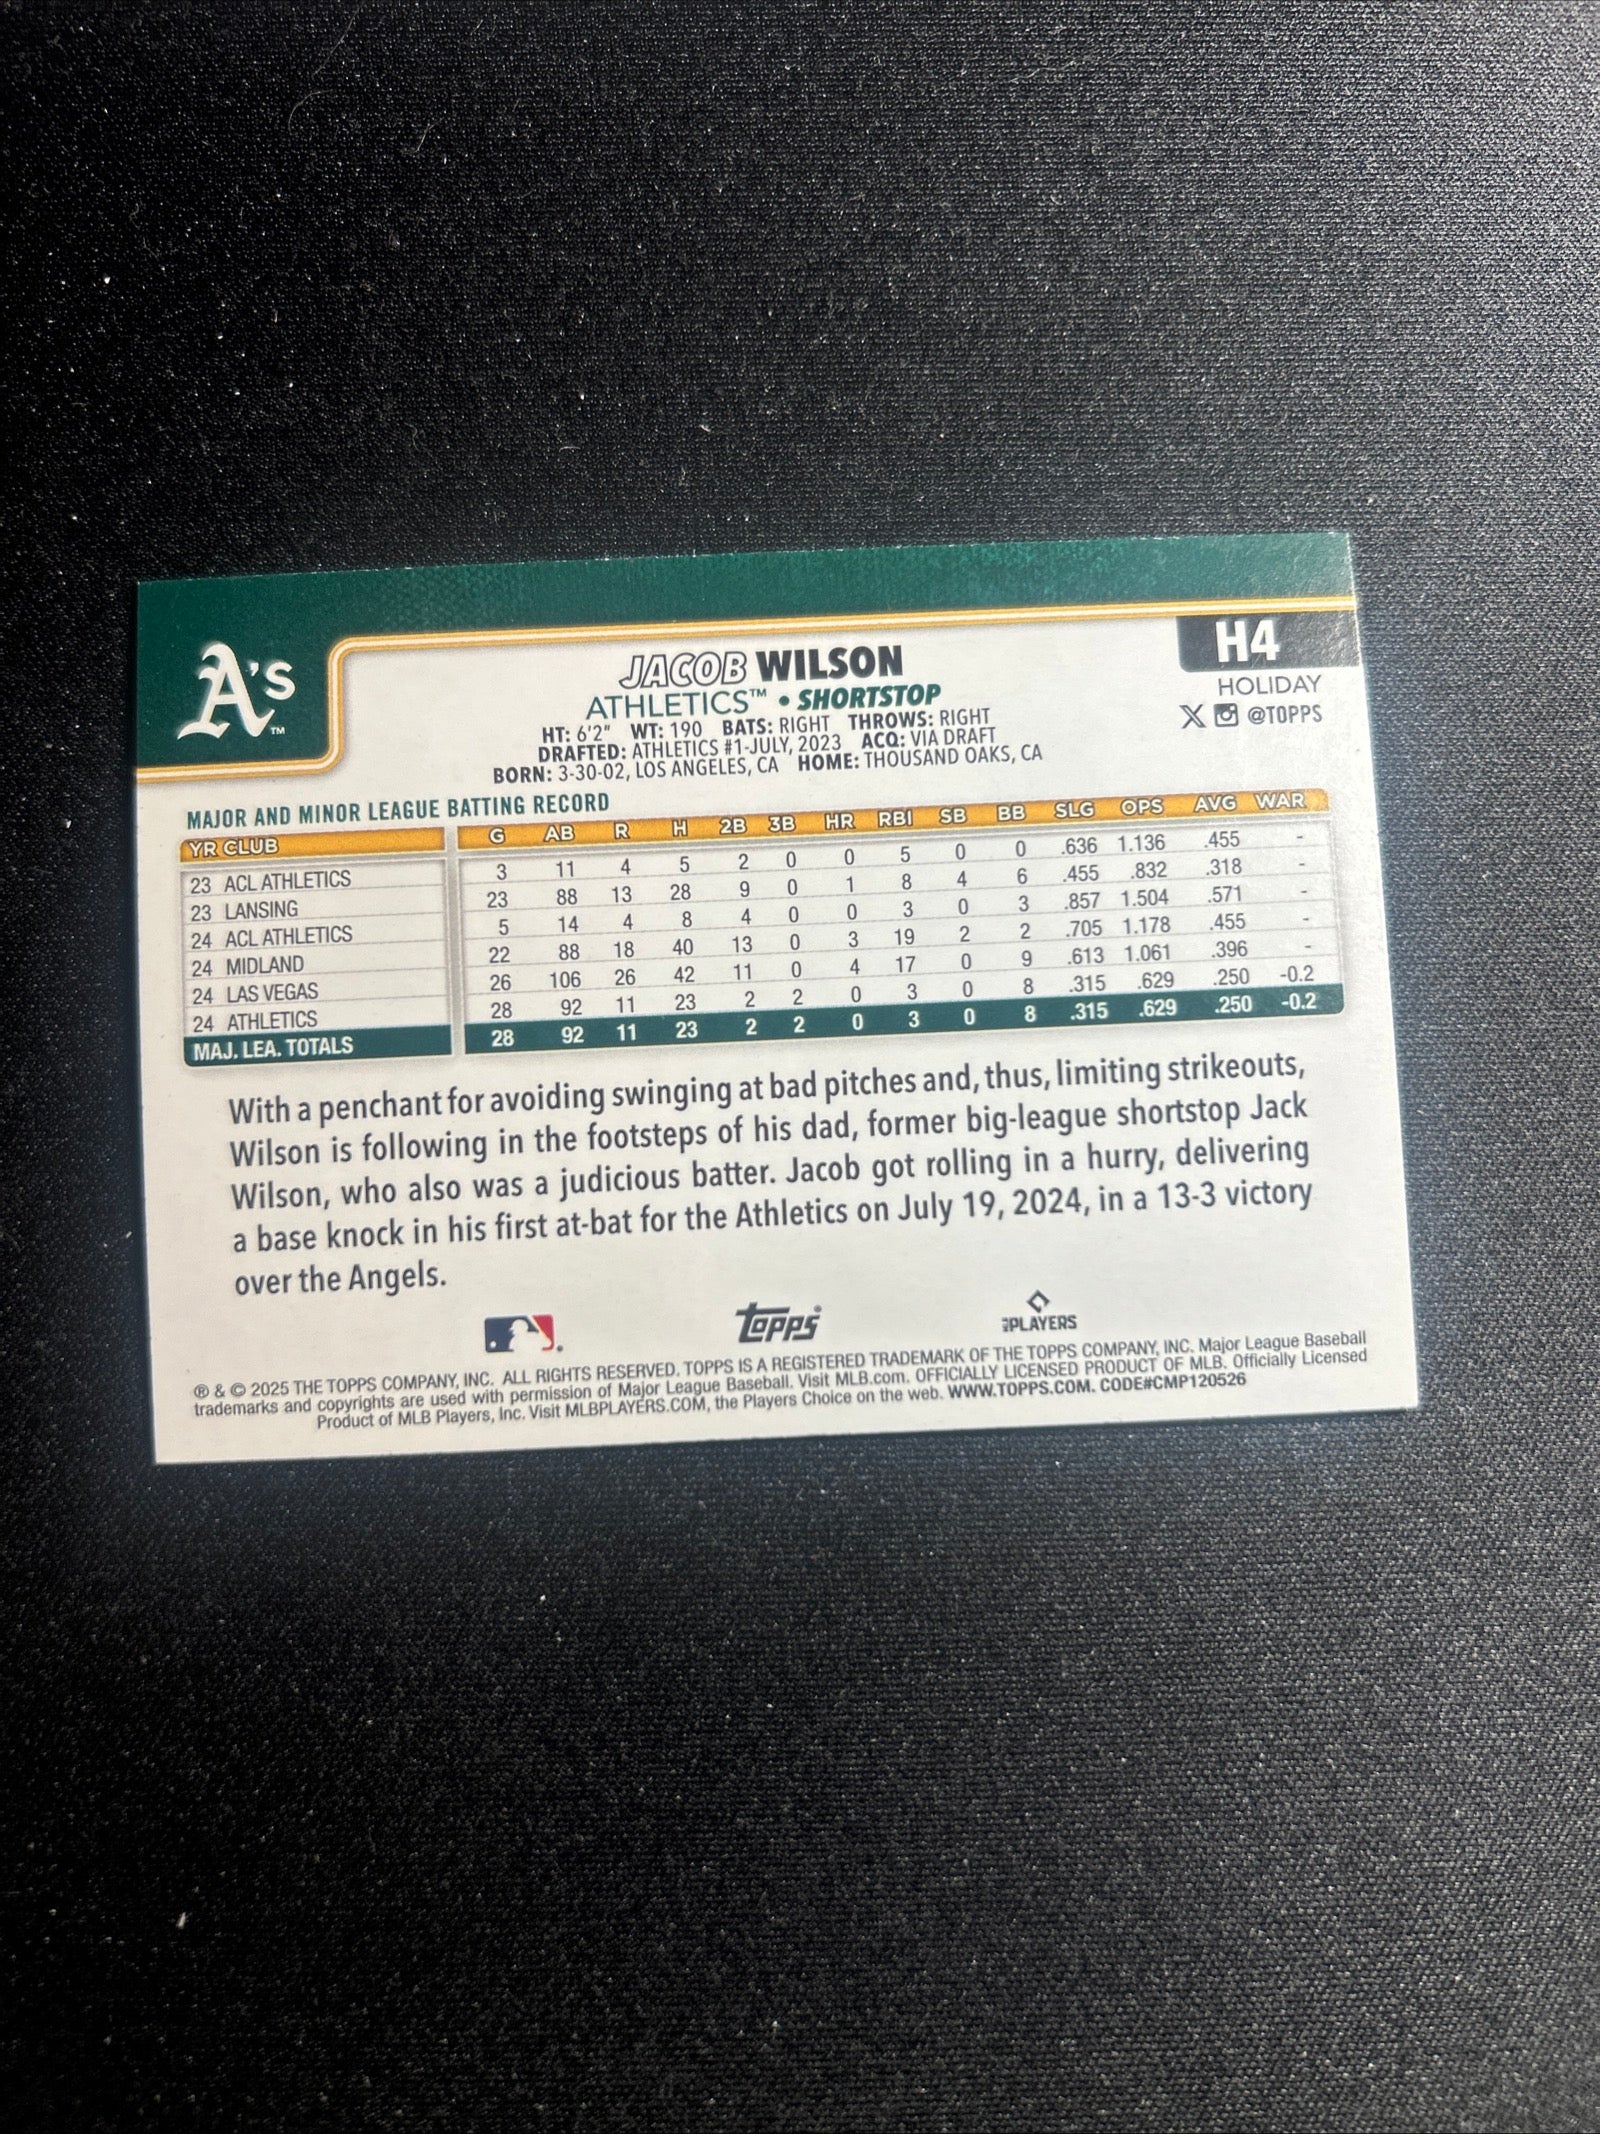 A's™
H4
HOLIDAY
@TOPPS
JACOB WILSON
ATHLETICS™ • SHORTSTOP
HT: 6'2" WT: 190 BATS: RIGHT THROWS: RIGHT
DRAFTED: ATHLETICS #1-JULY, 2023 ACQ: VIA DRAFT
BORN: 3-30-02, LOS ANGELES, CA HOME: THOUSAND OAKS, CA
MAJOR AND MINOR LEAGUE BATTING RECORD
YR CLUB G AB R H 2B 3B HR RBI SB BB SLG OPS AVG WAR
23 ACL ATHLETICS 3 11 4 5 2 0 0 5 0 0 .636 1.136 .455 -
23 LANSING 23 88 13 28 9 0 1 8 4 6 .455 .832 .318 -
24 ACL ATHLETICS 5 14 4 8 4 0 0 3 0 3 .857 1.504 .571 -
24 MIDLAND 22 88 18 40 13 0 3 19 2 2 .705 1.178 .455 -
24 LAS VEGAS 26 106 26 42 11 0 4 17 0 9 .613 1.061 .396 -
24 ATHLETICS 28 92 11 23 2 2 0 3 0 8 .315 .629 .250 -0.2
MAJ. LEA. TOTALS 28 92 11 23 2 2 0 3 0 8 .315 .629 .250 -0.2
With a penchant for avoiding swinging at bad pitches and, thus, limiting strikeouts,
Wilson is following in the footsteps of his dad, former big-league shortstop Jack
Wilson, who also was a judicious batter. Jacob got rolling in a hurry, delivering
a base knock in his first at-bat for the Athletics on July 19, 2024, in a 13-3 victory
over the Angels.
topps®
PLAYERS
® & © 2025 THE TOPPS COMPANY, INC. ALL RIGHTS RESERVED. TOPPS IS A REGISTERED TRADEMARK OF THE TOPPS COMPANY, INC. Major League Baseball
trademarks and copyrights are used with permission of Major League Baseball. Visit MLB.com. OFFICIALLY LICENSED PRODUCT OF MLB. Officially Licensed
Product of MLB Players, Inc. Visit MLBPLAYERS.COM, the Players Choice on the web. WWW.TOPPS.COM. CODE#CMP120526